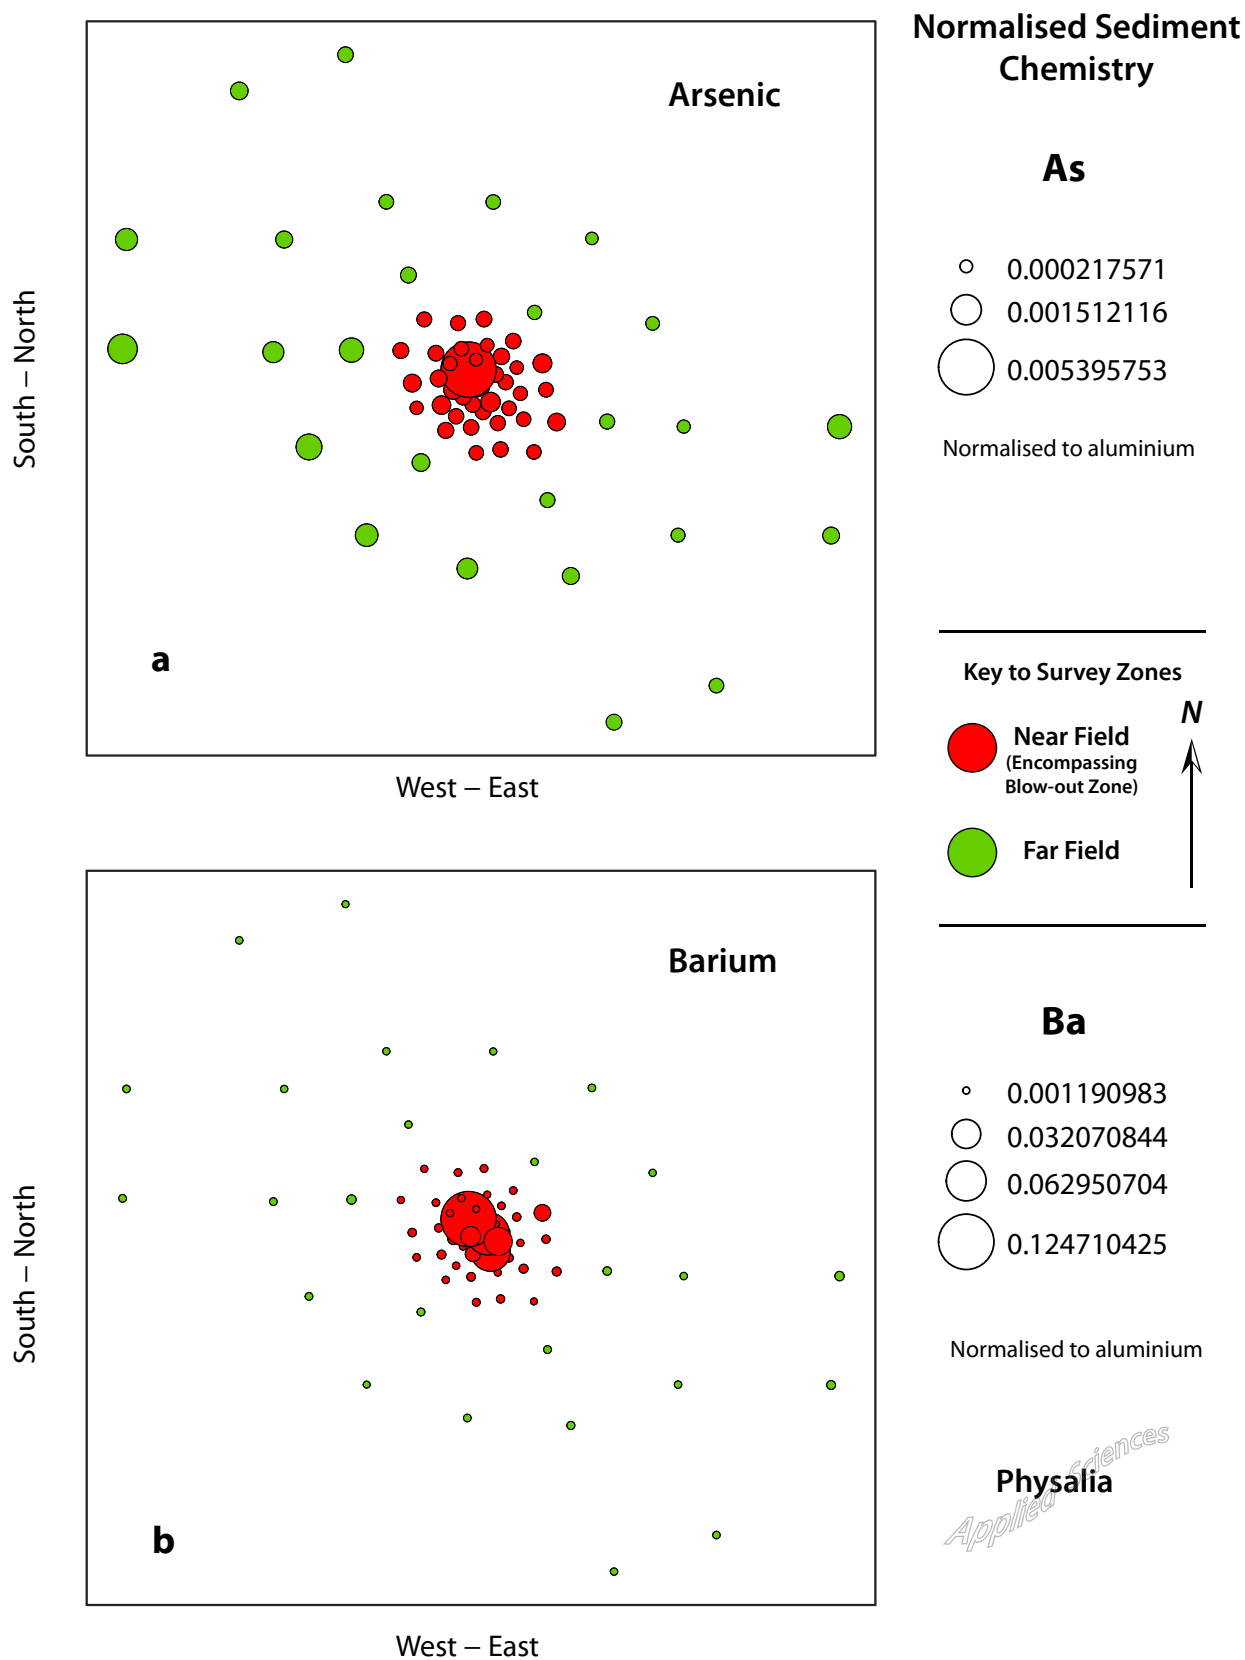 Normalised Sediment
Chemistry
Arsenic
As
0.000217571
0.001512116
0.005395753
Normalised to aluminium
South – North
a
West – East
Key to Survey Zones
N
Near Field
(Encompassing
Blow-out Zone)
Far Field
Barium
Ba
0.001190983
0.032070844
0.062950704
0.124710425
Normalised to aluminium
South – North
b
West – East
Physalia
Applied Sciences